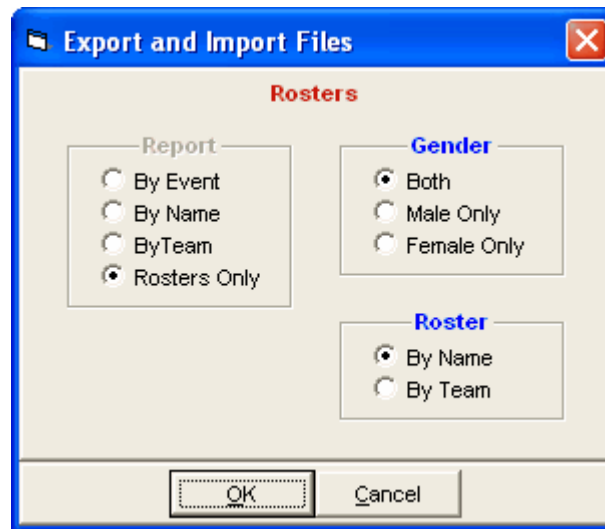 Export and Import Files
Rosters
Report
By Event
By Name
ByTeam
Rosters Only
Gender
Both
Male Only
Female Only
Roster
By Name
By Team
OK
Cancel